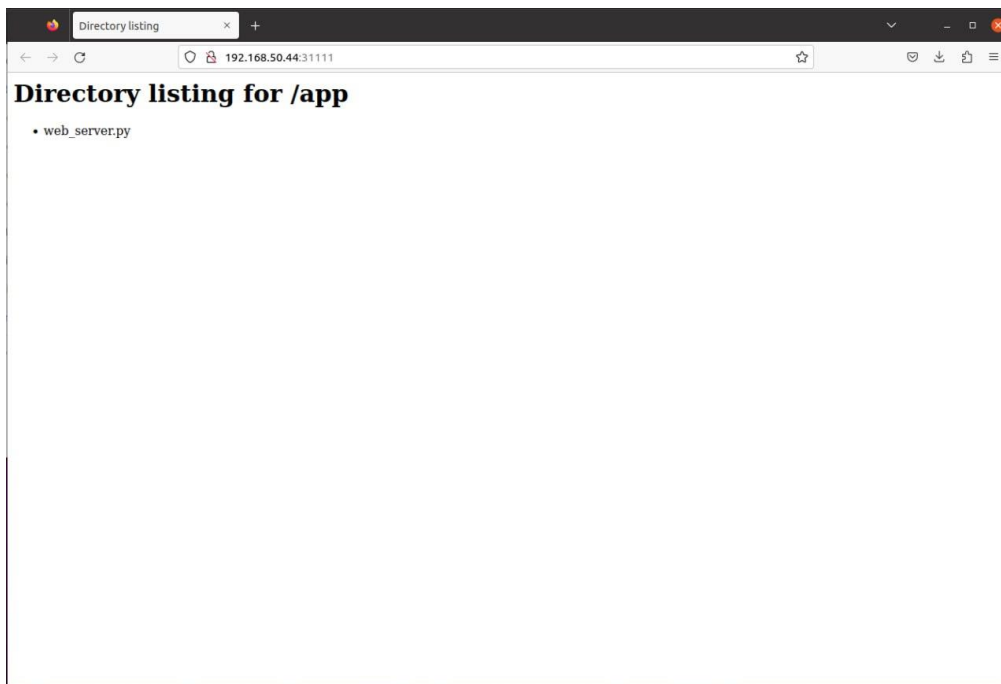 Directory listing
192.168.50.44:31111
Directory listing for /app
• web_server.py